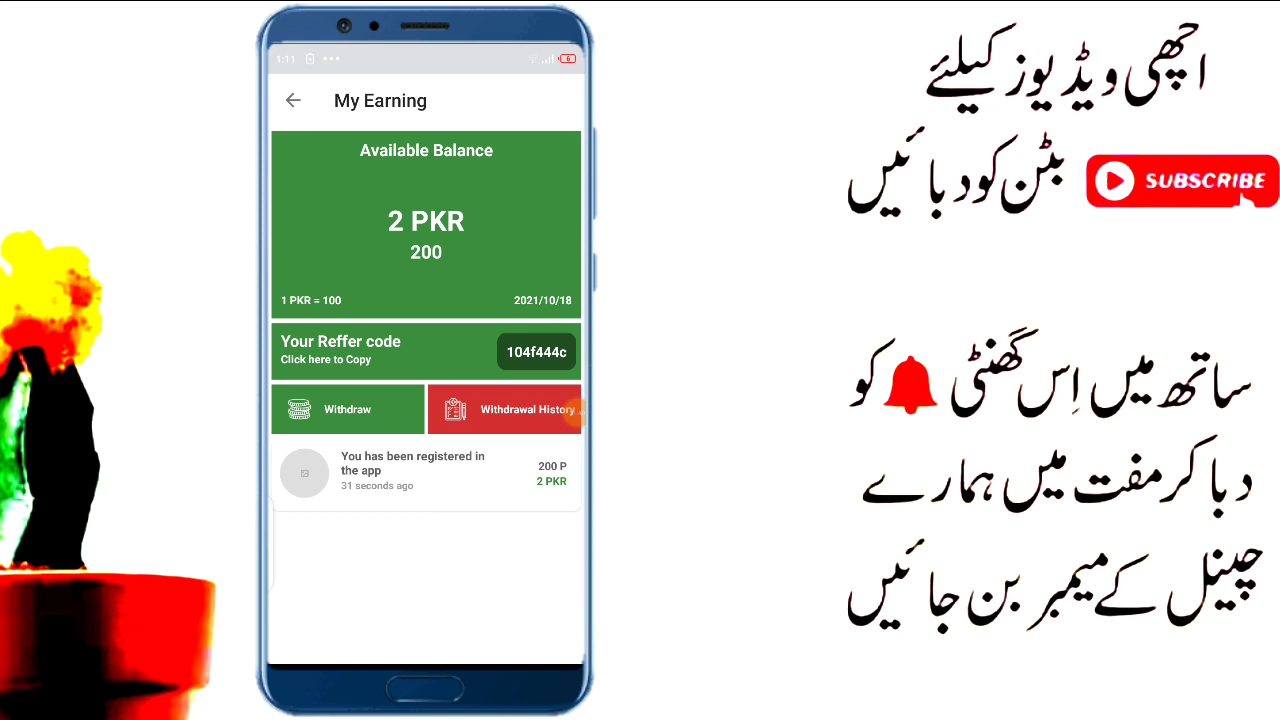 1:11
6
My Earning
Available Balance
2 PKR
200
1 PKR = 100 2021/10/18
Your Reffer code
Click here to Copy
104f444c
Withdraw
Withdrawal History
You has been registered in
the app
31 seconds ago
200 P
2 PKR
اچھی ویڈیوز کیلئے
SUBSCRIBE بٹن کو دبائیں
ساتھ میں اِس گھنٹی کو
دبا کر مفت میں ہمارے
چینل کے میمبر بن جائیں